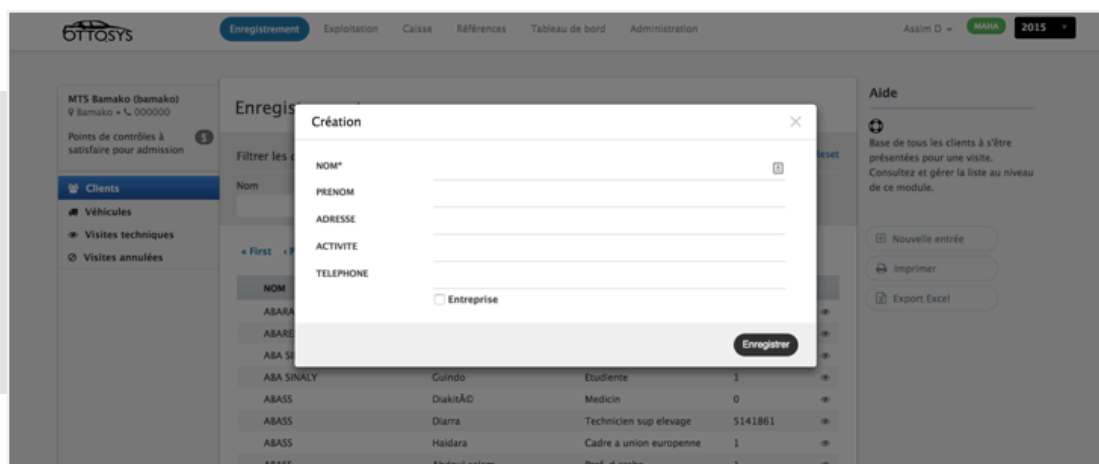 OTTOSYS
Enregistrement Exploitation Caisse Références Tableau de bord Administration Assim D MAHA 2015
MTS Bamako (bamako)
Bamako • 000000
Points de contrôles à
satisfaire pour admission
5
Clients
Véhicules
Visites techniques
Visites annulées
Enregis
Filtrer les
Reset
Nom
« First
NOM
ABARA
ABARE
ABA SI
Création ×
NOM*
PRENOM
ADRESSE
ACTIVITE
TELEPHONE
Entreprise
Enregistrer
ABA SINALY Guindo Etudiente 1
ABASS DiakitÃ© Medicin 0
ABASS Diarra Technicien sup elevage 5141861
ABASS Haidara Cadre a union europenne 1
Aide
Base de tous les clients à s'être
présentées pour une visite.
Consultez et gérer la liste au niveau
de ce module.
Nouvelle entrée
Imprimer
Export Excel